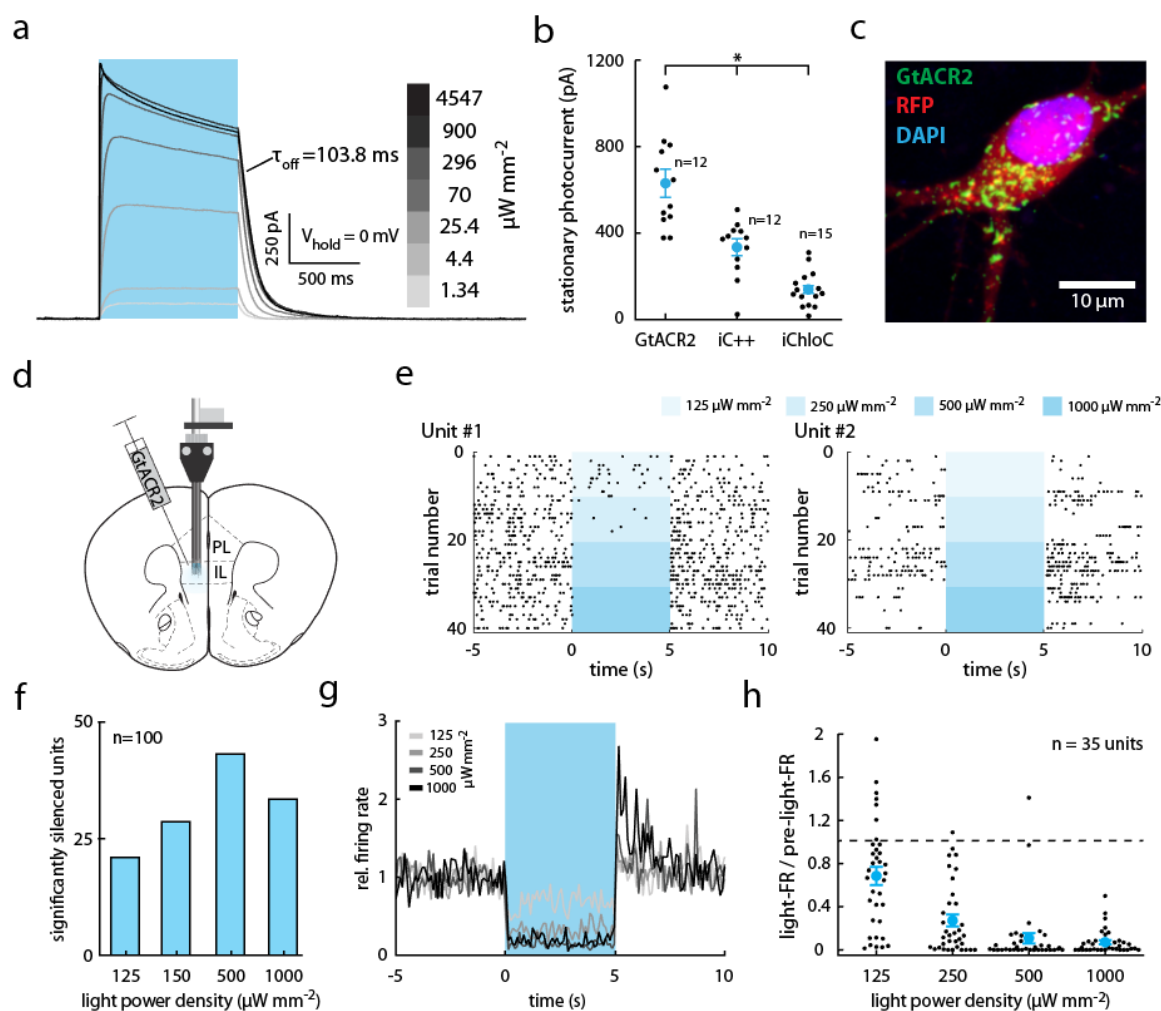 a
4547
900
296
70
25.4
4.4
1.34
µW mm-2
τoff =103.8 ms
250 pA
Vhold = 0 mV
500 ms
b
stationary photocurrent (pA)
1200
800
400
0
*
n=12
n=12
n=15
GtACR2
iC++
iChloC
c
GtACR2
RFP
DAPI
10 µm
d
GtACR2
PL
IL
e
125 µW mm-2
250 µW mm-2
500 µW mm-2
1000 µW mm-2
Unit #1
trial number
0
20
40
-5
0
5
10
time (s)
Unit #2
trial number
0
20
40
-5
0
5
10
time (s)
f
significantly silenced units
50
25
0
n=100
125
150
500
1000
light power density (µW mm-2)
g
rel. firing rate
3
2
1
0
125
250
500
1000
µW mm-2
-5
0
5
10
time (s)
h
light-FR / pre-light-FR
2
1.6
1.2
0.8
0.4
0
n = 35 units
125
250
500
1000
light power density (µW mm-2)